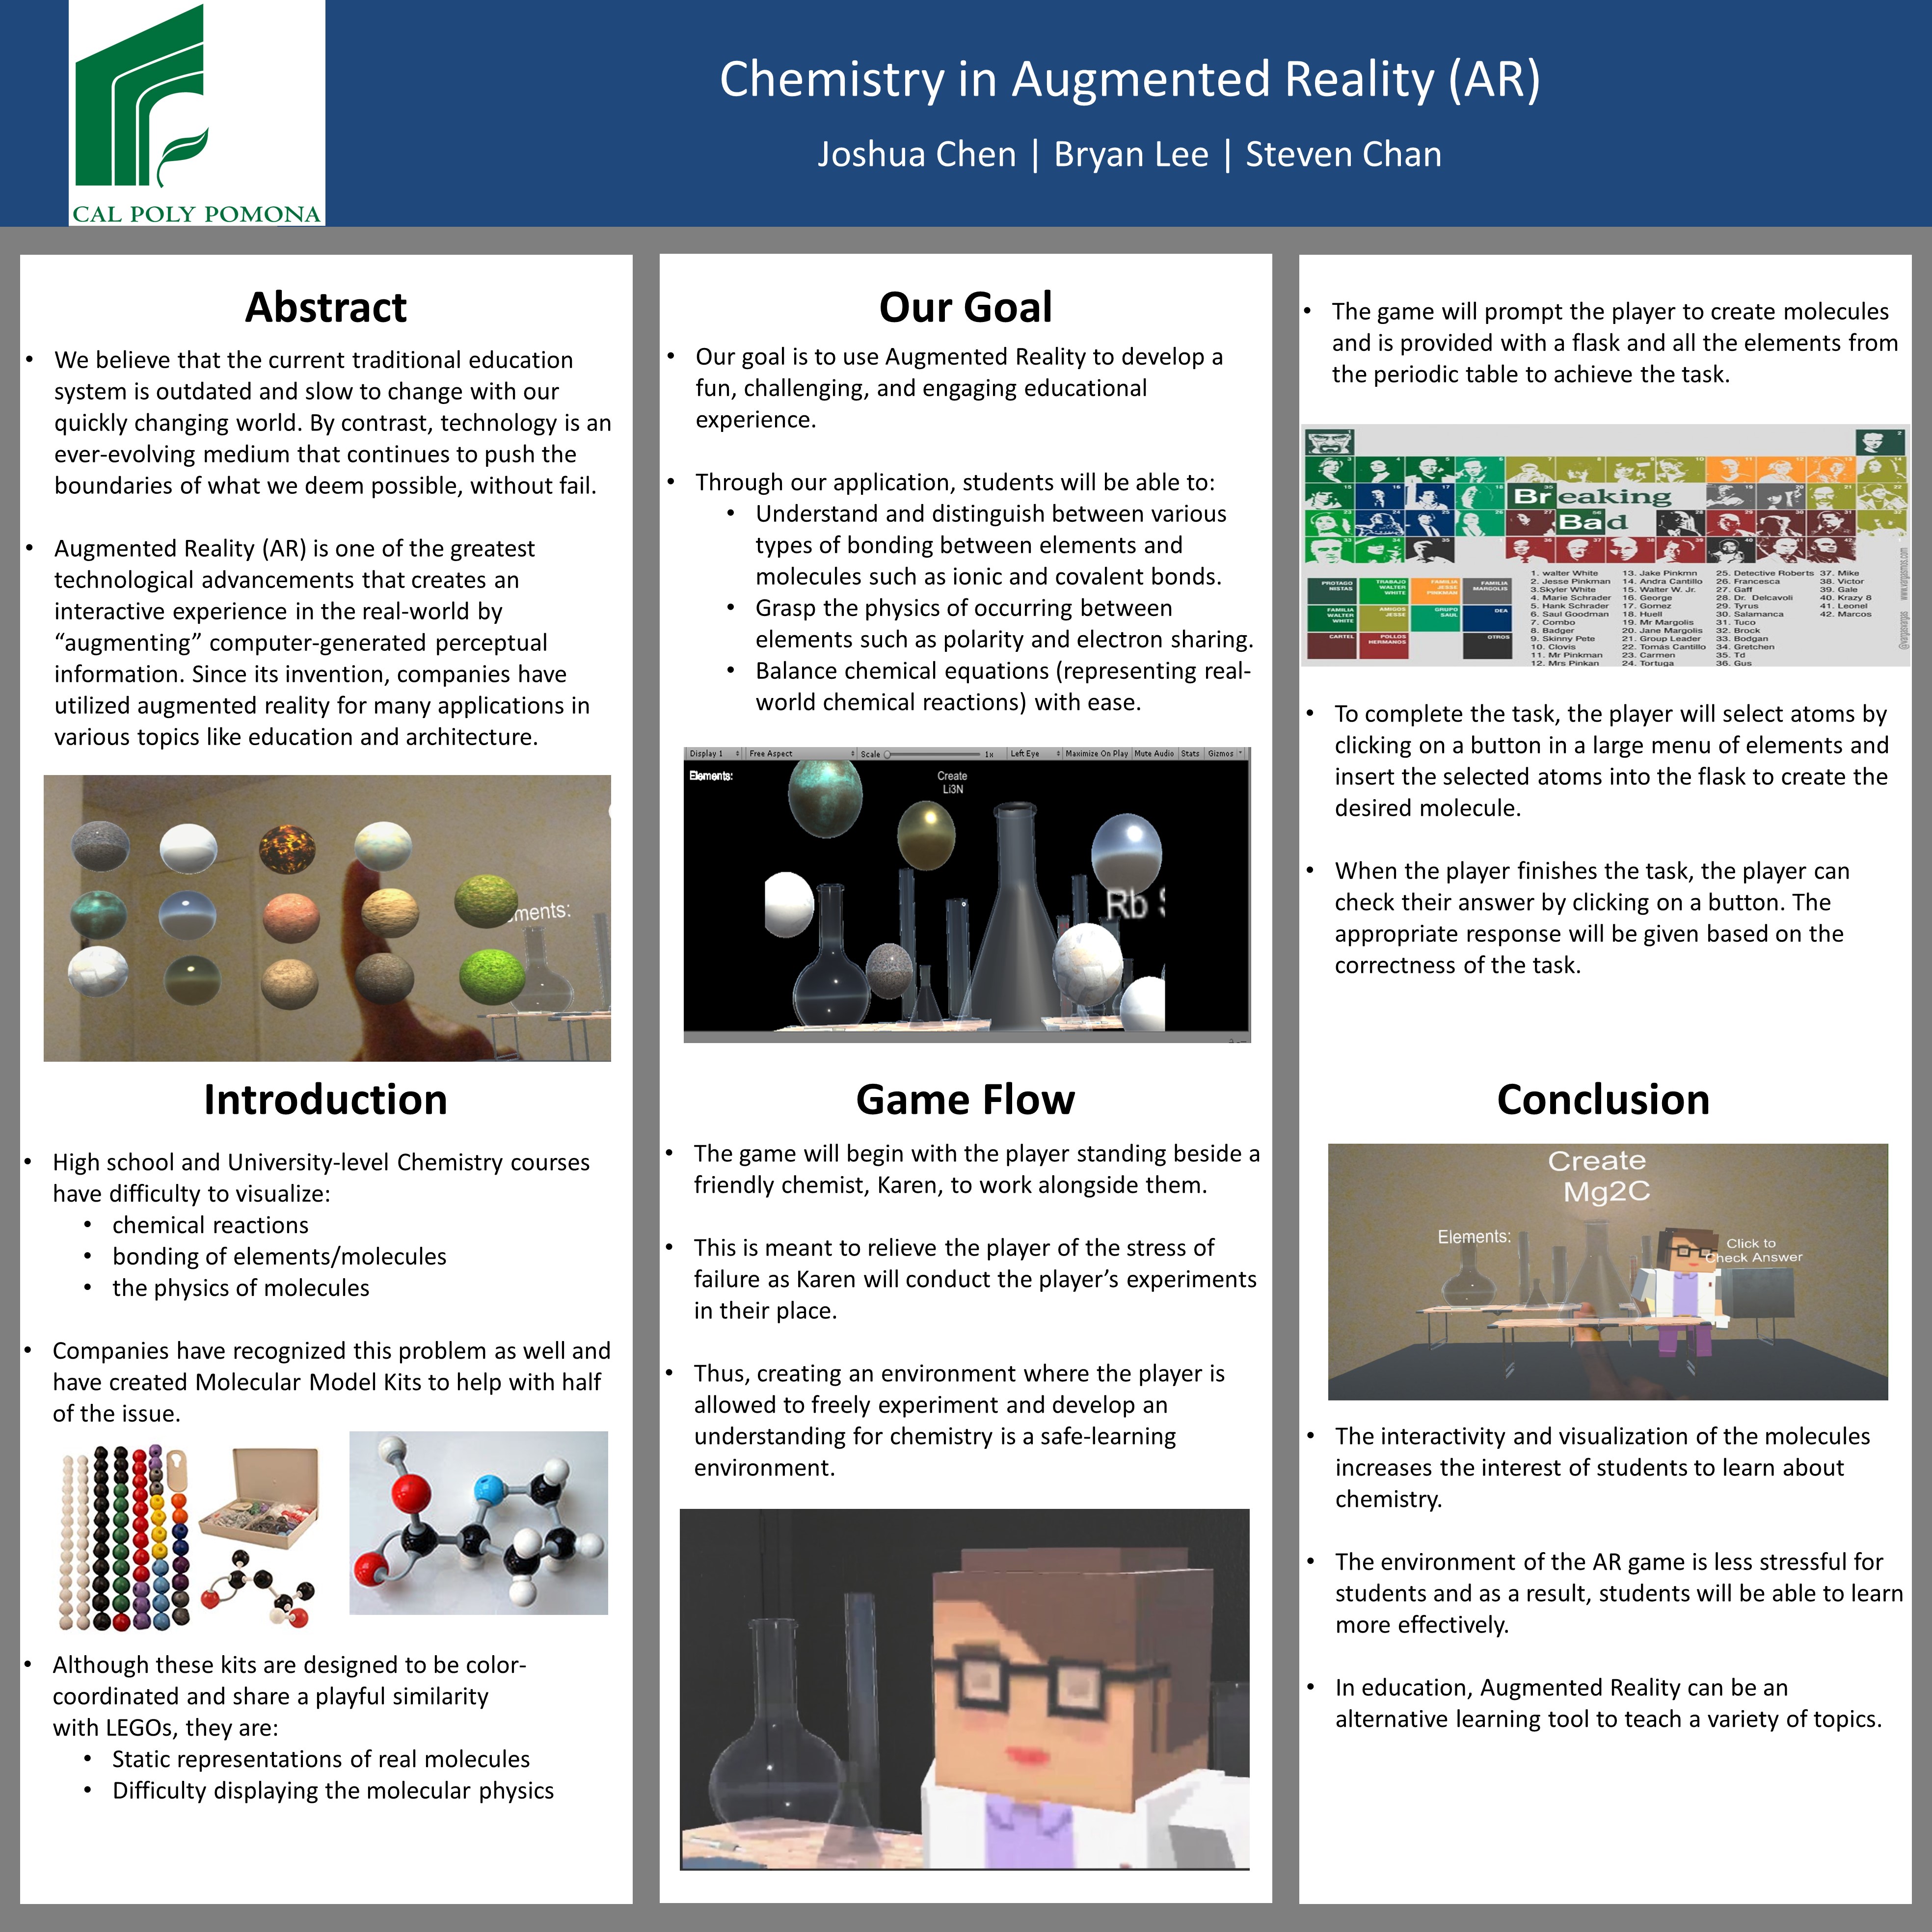 CAL POLY POMONA
Chemistry in Augmented Reality (AR)
Joshua Chen | Bryan Lee | Steven Chan
Abstract
• We believe that the current traditional education
system is outdated and slow to change with our
quickly changing world. By contrast, technology is an
ever-evolving medium that continues to push the
boundaries of what we deem possible, without fail.
• Augmented Reality (AR) is one of the greatest
technological advancements that creates an
interactive experience in the real-world by
“augmenting” computer-generated perceptual
information. Since its invention, companies have
utilized augmented reality for many applications in
various topics like education and architecture.
ments:
Introduction
• High school and University-level Chemistry courses
have difficulty to visualize:
• chemical reactions
• bonding of elements/molecules
• the physics of molecules
• Companies have recognized this problem as well and
have created Molecular Model Kits to help with half
of the issue.
• Although these kits are designed to be color-
coordinated and share a playful similarity
with LEGOs, they are:
• Static representations of real molecules
• Difficulty displaying the molecular physics
Our Goal
• Our goal is to use Augmented Reality to develop a
fun, challenging, and engaging educational
experience.
• Through our application, students will be able to:
• Understand and distinguish between various
types of bonding between elements and
molecules such as ionic and covalent bonds.
• Grasp the physics of occurring between
elements such as polarity and electron sharing.
• Balance chemical equations (representing real-
world chemical reactions) with ease.
Display 1 Free Aspect Scale 1x Left Eye Maximize On Play Mute Audio Stats Gizmos
Elements:
Create
Li3N
Rb
Game Flow
• The game will begin with the player standing beside a
friendly chemist, Karen, to work alongside them.
• This is meant to relieve the player of the stress of
failure as Karen will conduct the player’s experiments
in their place.
• Thus, creating an environment where the player is
allowed to freely experiment and develop an
understanding for chemistry is a safe-learning
environment.
• The game will prompt the player to create molecules
and is provided with a flask and all the elements from
the periodic table to achieve the task.
Breaking
Bad
PROTAGO NISTAS
TRABAJO WALTER WHITE
FAMILIA JESSE PINKMAN
FAMILIA MARGOLIS
FAMILIA WALTER WHITE
AMIGOS JESSE
GRUPO SAUL
DEA
CARTEL
POLLOS HERMANOS
OTROS
1. walter White
2. Jesse Pinkman
3.Skyler White
4. Marie Schrader
5. Hank Schrader
6. Saul Goodman
7. Combo
8. Badger
9. Skinny Pete
10. Clovis
11. Mr Pinkman
12. Mrs Pinkan
13. Jake Pinkmn
14. Andra Cantillo
15. Walter W. Jr.
16. George
17. Gomez
18. Huell
19. Mr Margolis
20. Jane Margolis
21. Group Leader
22. Tomás Cantillo
23. Carmen
24. Tortuga
25. Detective Roberts
26. Francesca
27. Gaff
28. Dr. Delcavoli
29. Tyrus
30. Salamanca
31. Tuco
32. Brock
33. Bodgan
34. Gretchen
35. Td
36. Gus
37. Mike
38. Victor
39. Gale
40. Krazy 8
41. Leonel
42. Marcos
• To complete the task, the player will select atoms by
clicking on a button in a large menu of elements and
insert the selected atoms into the flask to create the
desired molecule.
• When the player finishes the task, the player can
check their answer by clicking on a button. The
appropriate response will be given based on the
correctness of the task.
Conclusion
Create
Mg2C
Elements:
Click to
Check Answer
• The interactivity and visualization of the molecules
increases the interest of students to learn about
chemistry.
• The environment of the AR game is less stressful for
students and as a result, students will be able to learn
more effectively.
• In education, Augmented Reality can be an
alternative learning tool to teach a variety of topics.